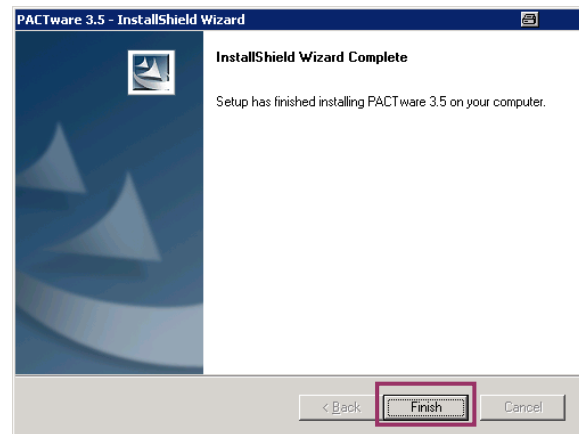 PACTware 3.5 - InstallShield Wizard
InstallShield Wizard Complete
Setup has finished installing PACTware 3.5 on your computer.
< Back
Finish
Cancel